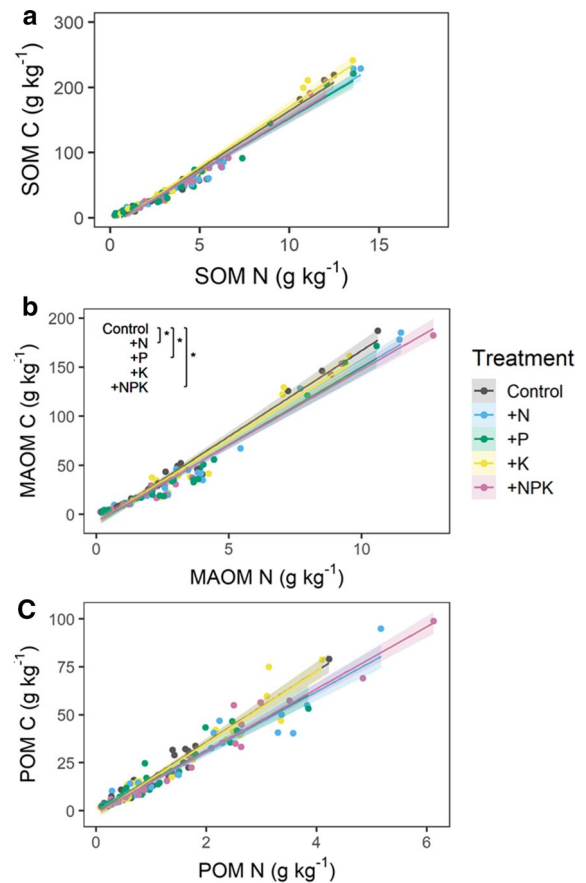 a
300
200
100
0
SOM C (g kg⁻¹)
0 5 10 15
SOM N (g kg⁻¹)
b
200
150
100
50
0
MAOM C (g kg⁻¹)
Control
+N
+P
+K
+NPK
* * *
0 5 10
MAOM N (g kg⁻¹)
Treatment
Control
+N
+P
+K
+NPK
C
100
75
50
25
0
POM C (g kg⁻¹)
0 2 4 6
POM N (g kg⁻¹)